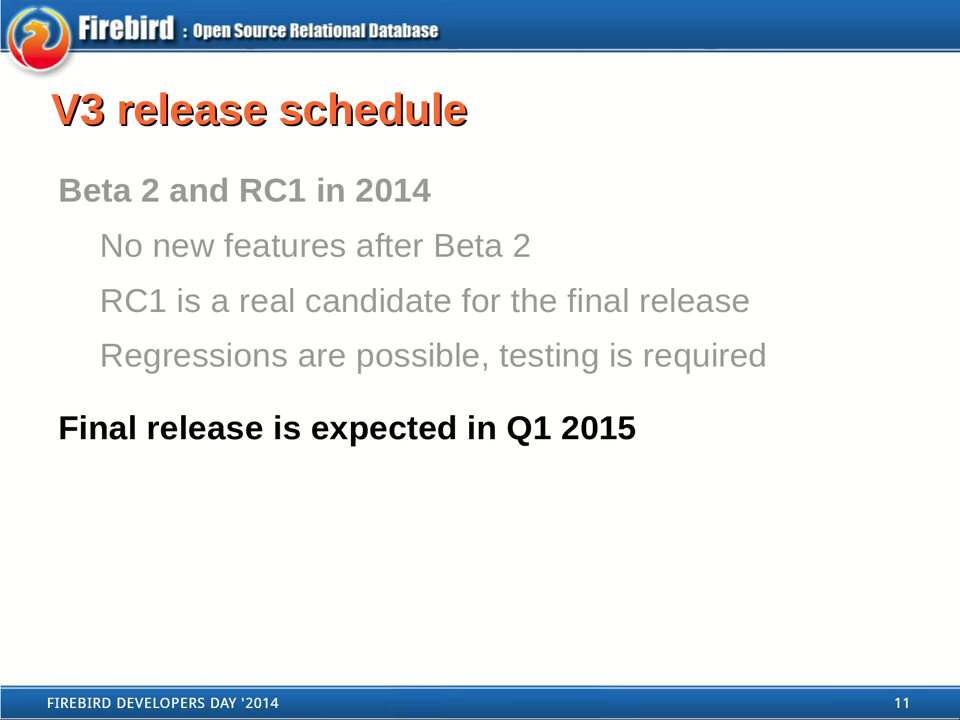 Firebird : Open Source Relational Database
V3 release schedule
Beta 2 and RC1 in 2014
No new features after Beta 2
RC1 is a real candidate for the final release
Regressions are possible, testing is required
Final release is expected in Q1 2015
FIREBIRD DEVELOPERS DAY '2014 11